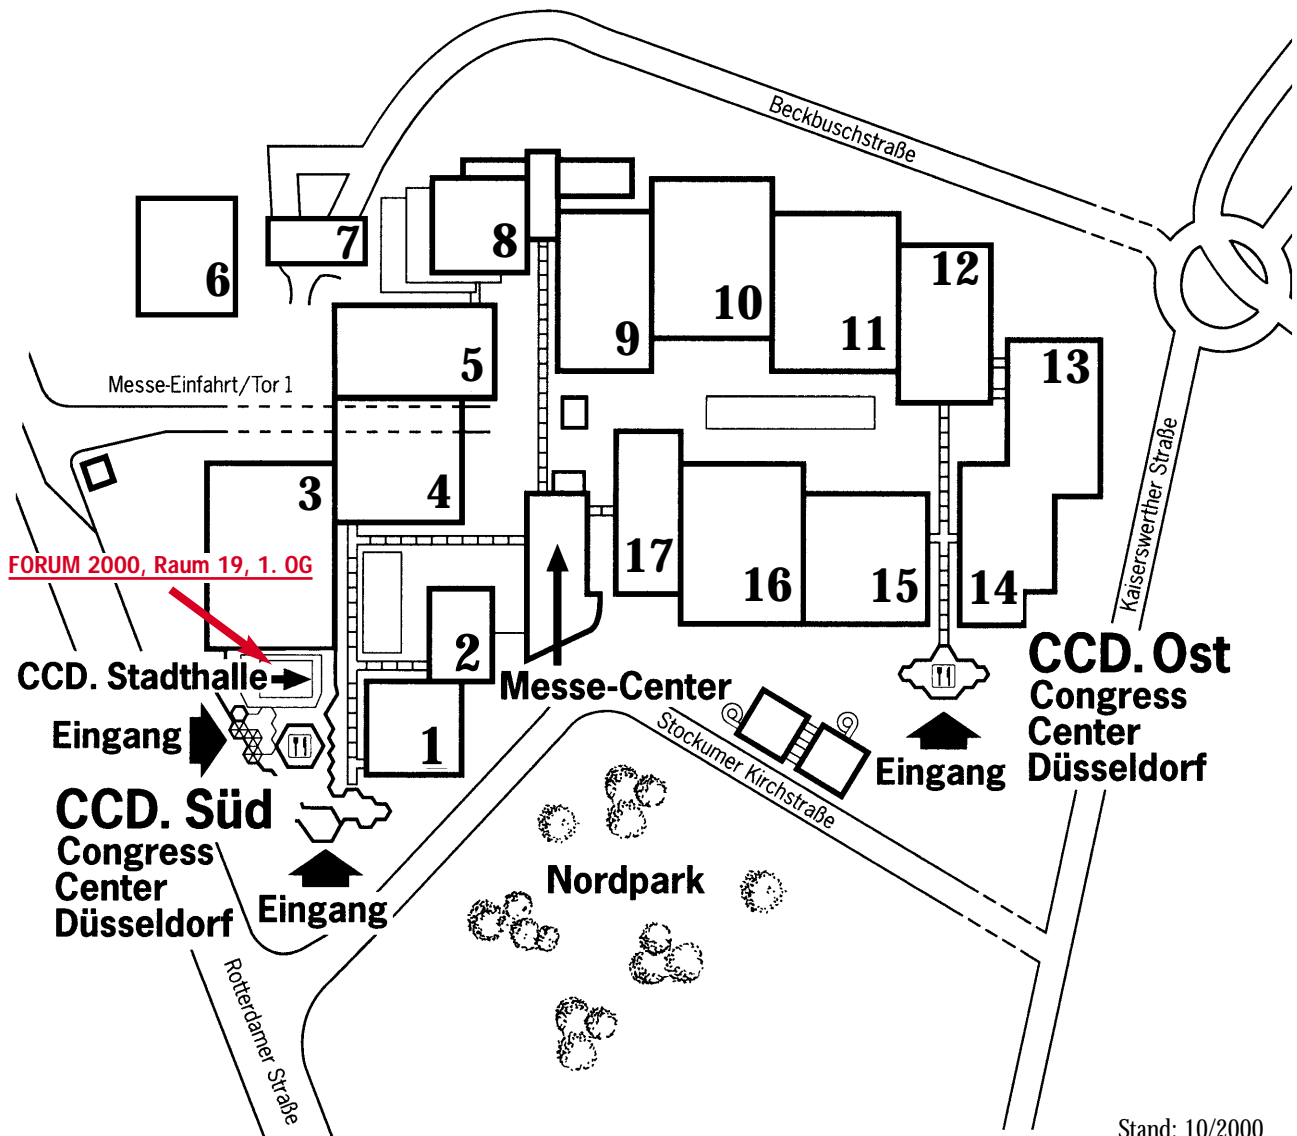 Beckbuschstraße
7
8
6
12
10
9
11
5
13
Messe-Einfahrt/Tor 1
3
4
Kaiserswerther Straße
FORUM 2000, Raum 19, 1. OG
17
16
15
14
2
CCD. Stadthalle
Messe-Center
CCD. Ost
Congress
Center
Düsseldorf
Eingang
1
Stockumer Kirchstraße
Eingang
CCD. Süd
Congress
Center
Düsseldorf
Eingang
Nordpark
Rotterdamer Straße
Stand: 10/2000